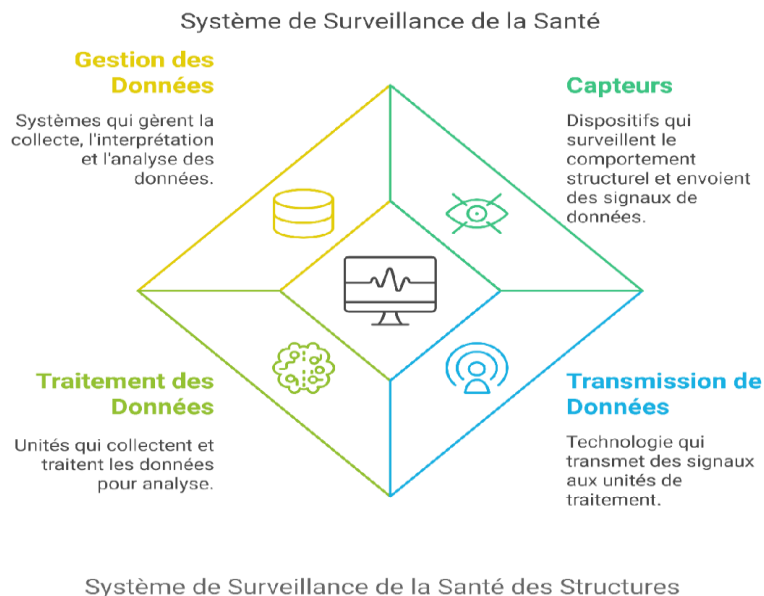 Système de Surveillance de la Santé
Gestion des
Données
Systèmes qui gèrent la
collecte, l'interprétation
et l'analyse des
données.
Capteurs
Dispositifs qui
surveillent le
comportement
structurel et envoient
des signaux de
données.
Traitement des
Données
Unités qui collectent et
traitent les données
pour analyse.
Transmission de
Données
Technologie qui
transmet des signaux
aux unités de
traitement.
Système de Surveillance de la Santé des Structures